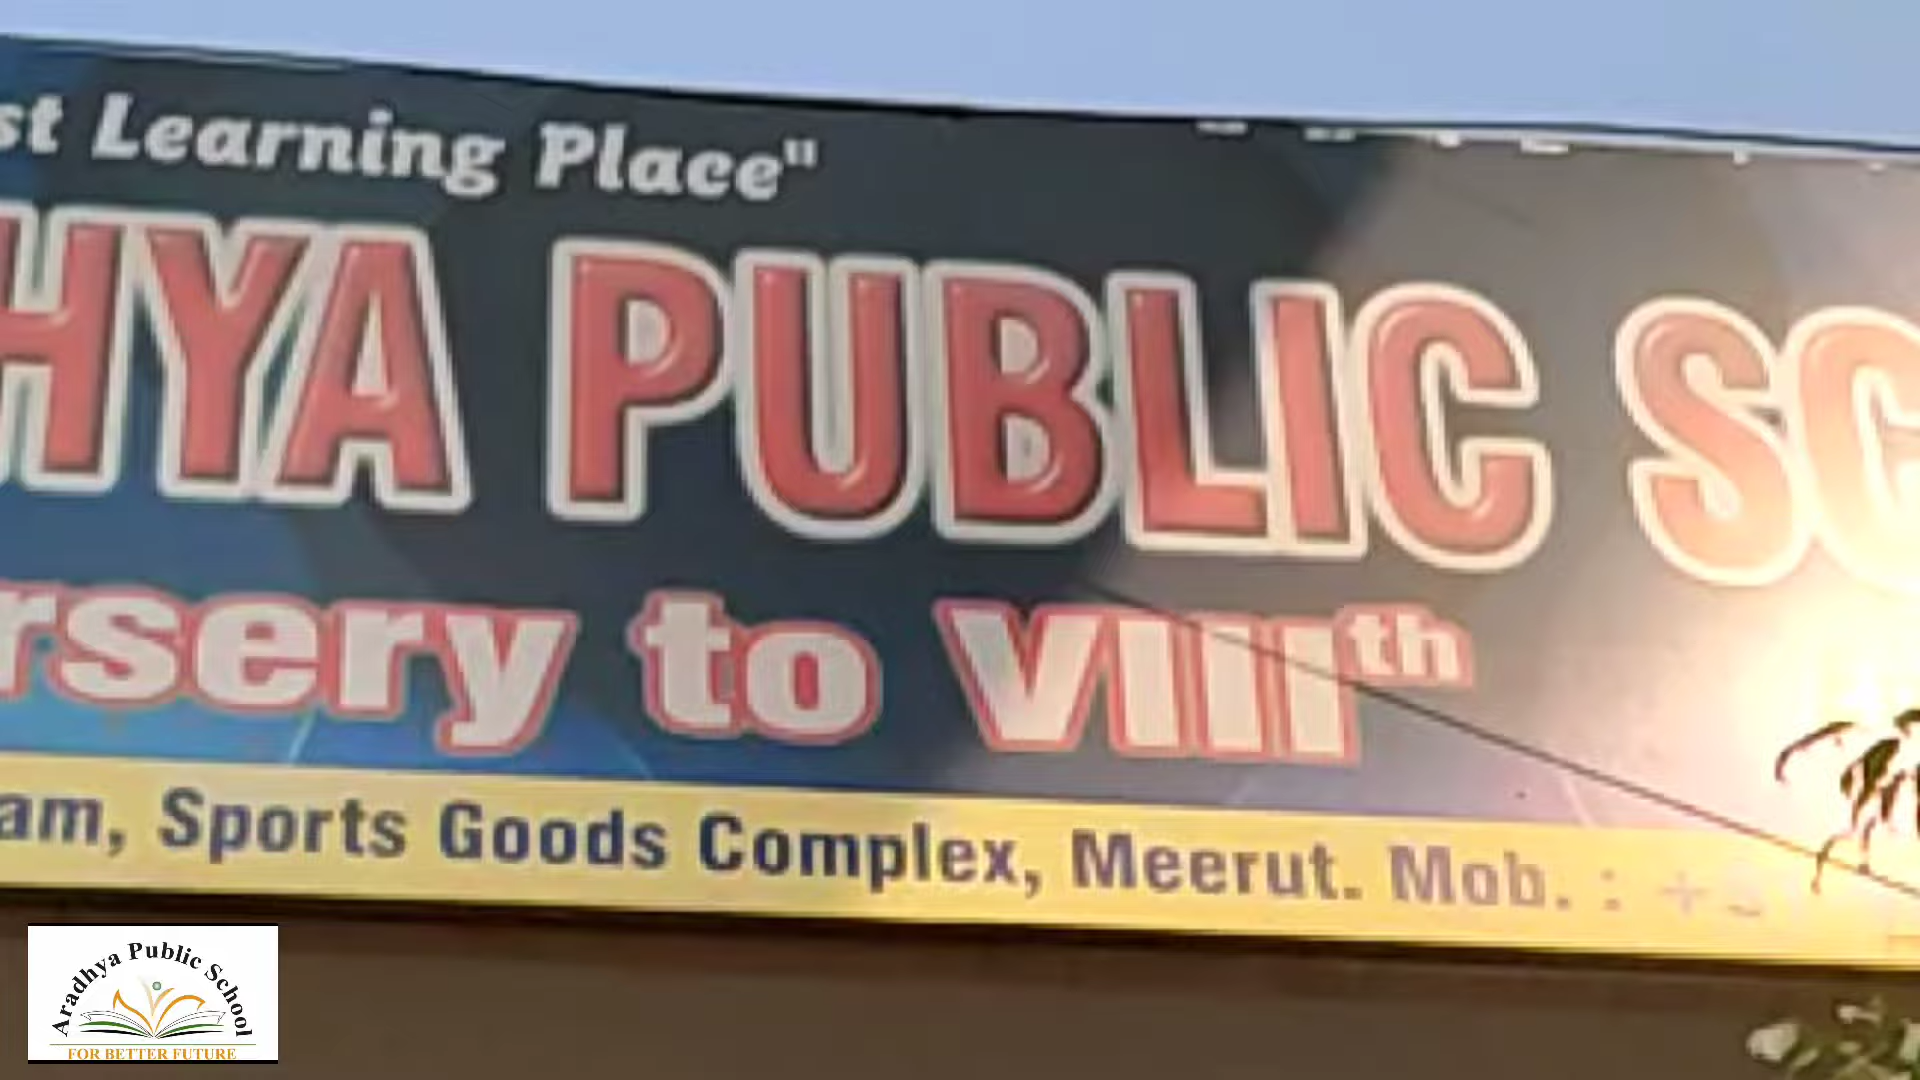 st Learning Place"
HYA PUBLIC SC
rsery to VIIIth
am, Sports Goods Complex, Meerut. Mob. : +91
Aradhya Public School
FOR BETTER FUTURE